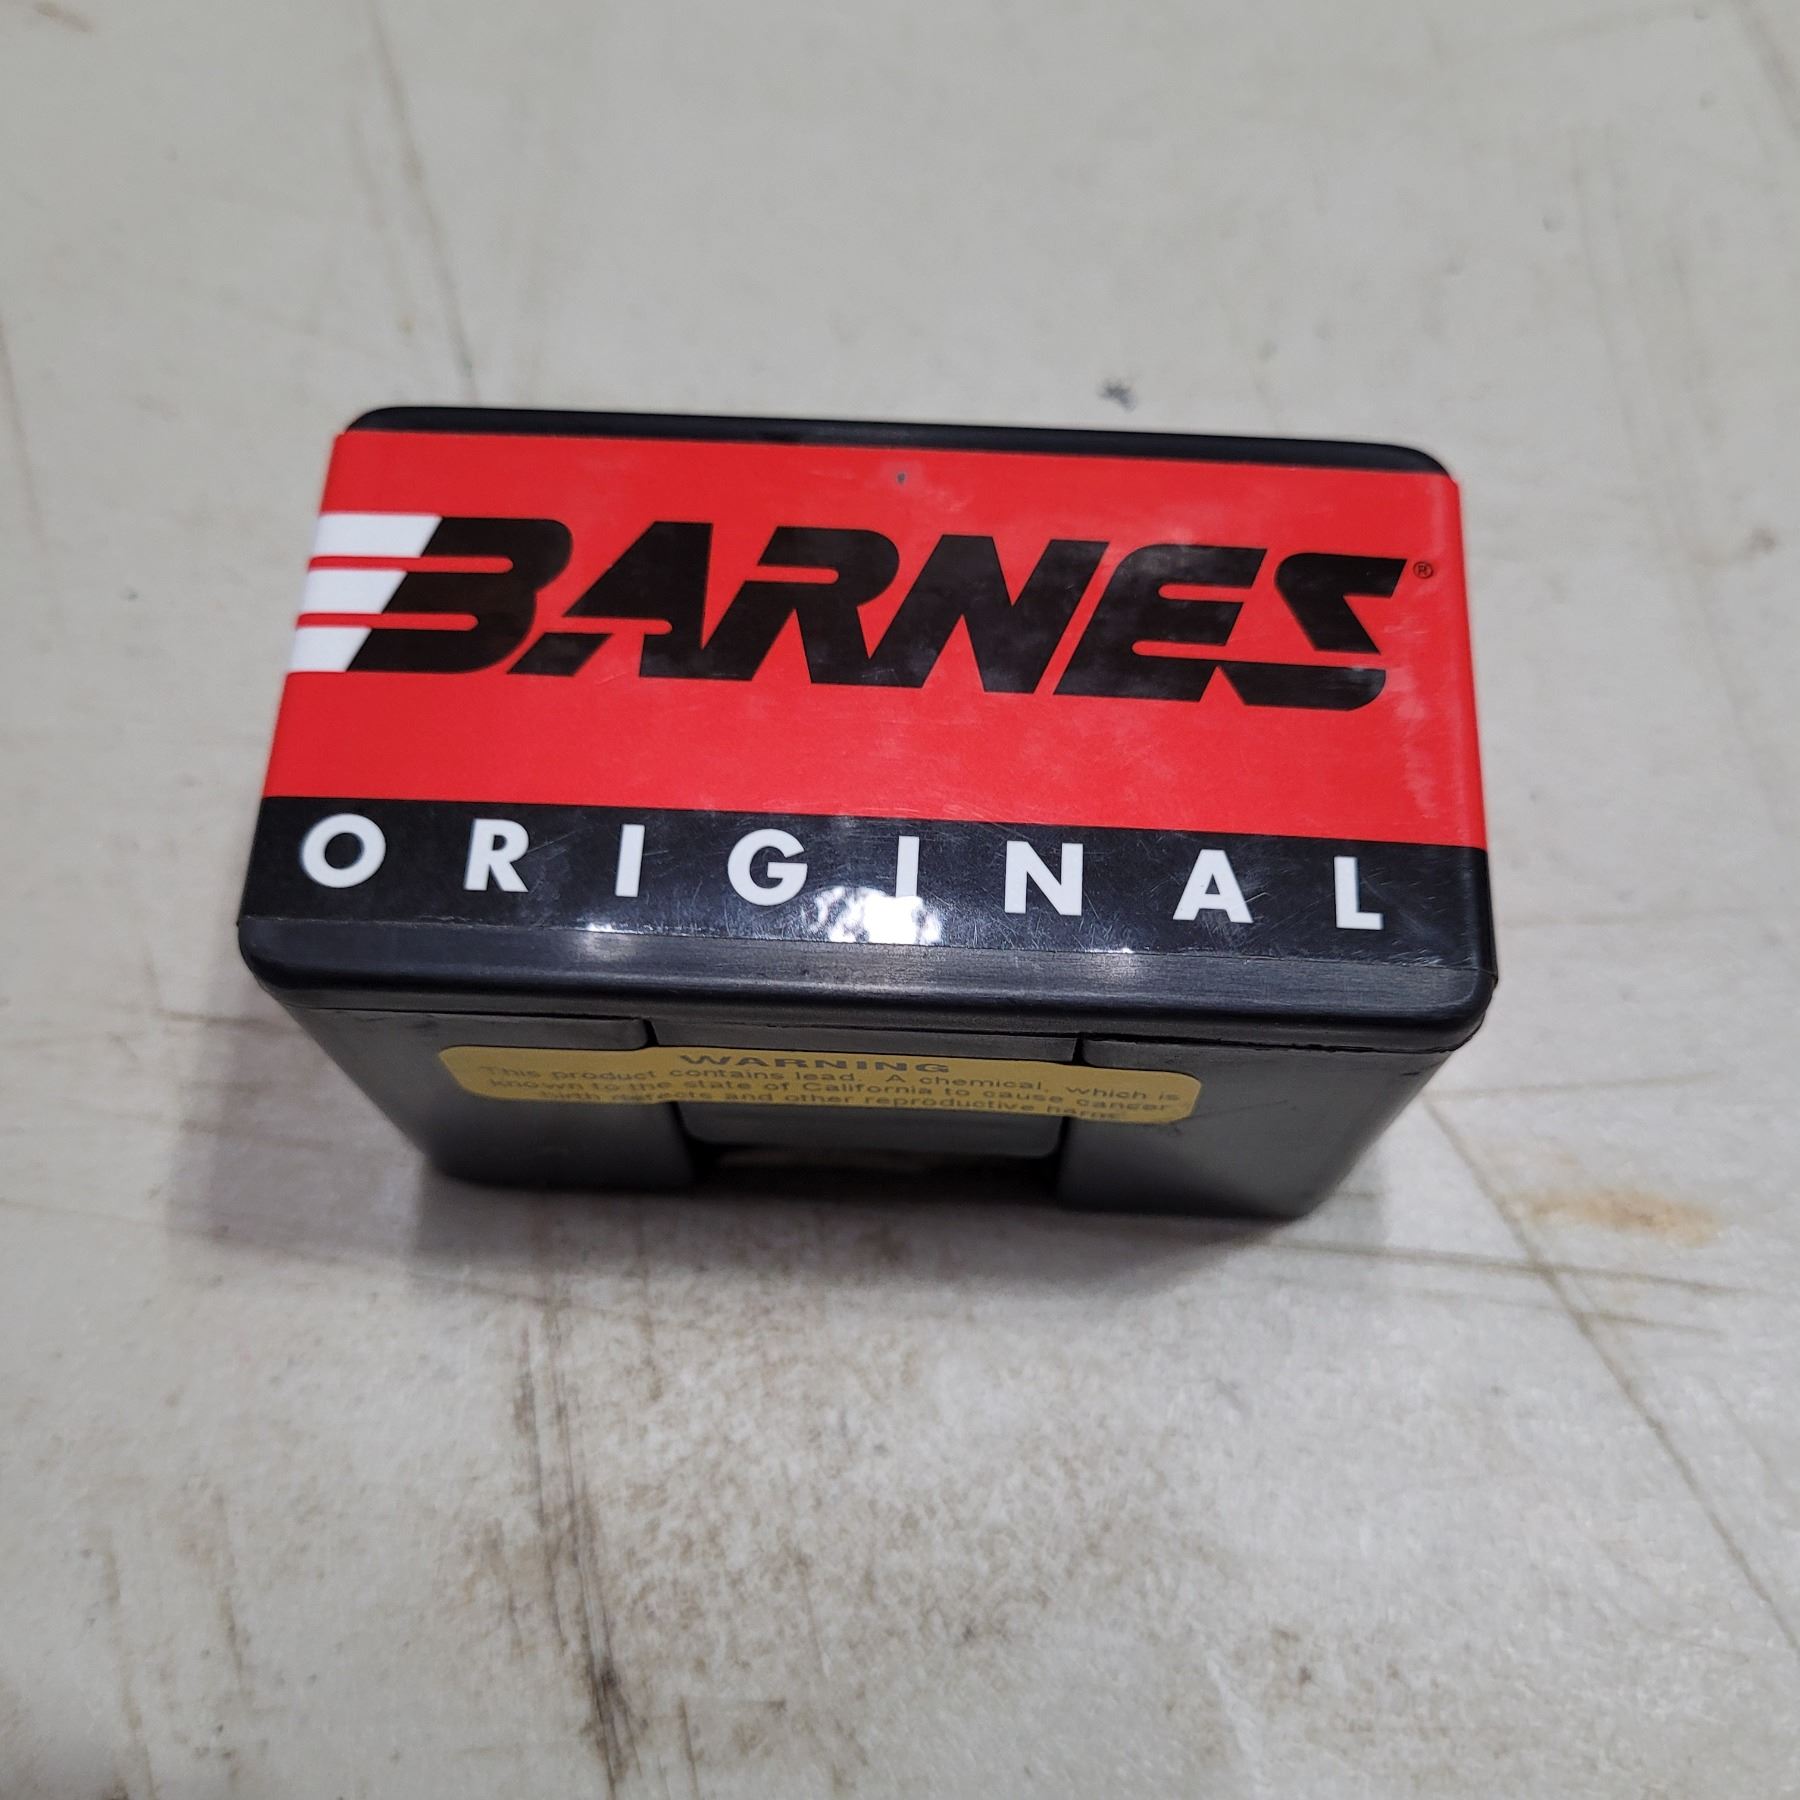 BARNES®
ORIGINAL
WARNING
This product contains lead. A chemical, which is
known to the state of California to cause cancer
birth defects and other reproductive harm.